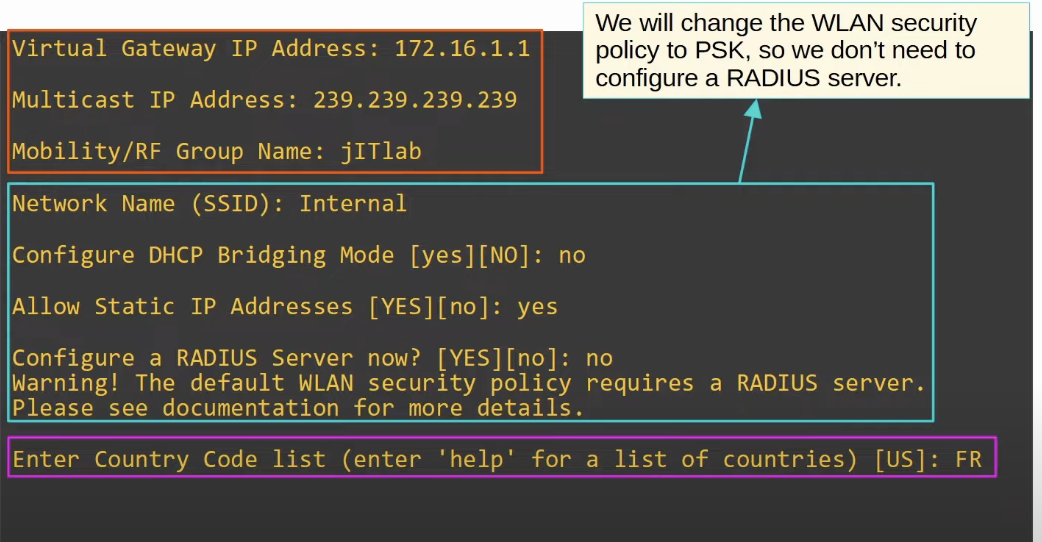 We will change the WLAN security
policy to PSK, so we don't need to
configure a RADIUS server.
Virtual Gateway IP Address: 172.16.1.1
Multicast IP Address: 239.239.239.239
Mobility/RF Group Name: jITlab
Network Name (SSID): Internal
Configure DHCP Bridging Mode [yes][NO]: no
Allow Static IP Addresses [YES][no]: yes
Configure a RADIUS Server now? [YES][no]: no
Warning! The default WLAN security policy requires a RADIUS server.
Please see documentation for more details.
Enter Country Code list (enter 'help' for a list of countries) [US]: FR